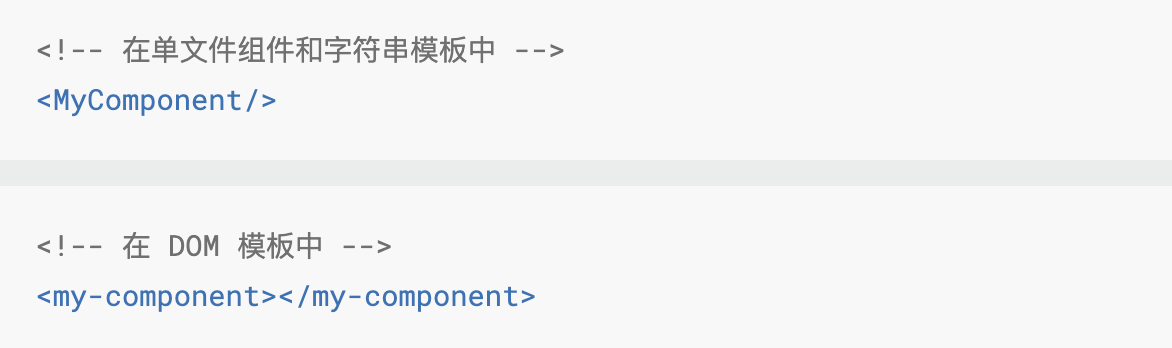 <!-- 在单文件组件和字符串模板中 -->
<MyComponent/>
<!-- 在 DOM 模板中 -->
<my-component></my-component>